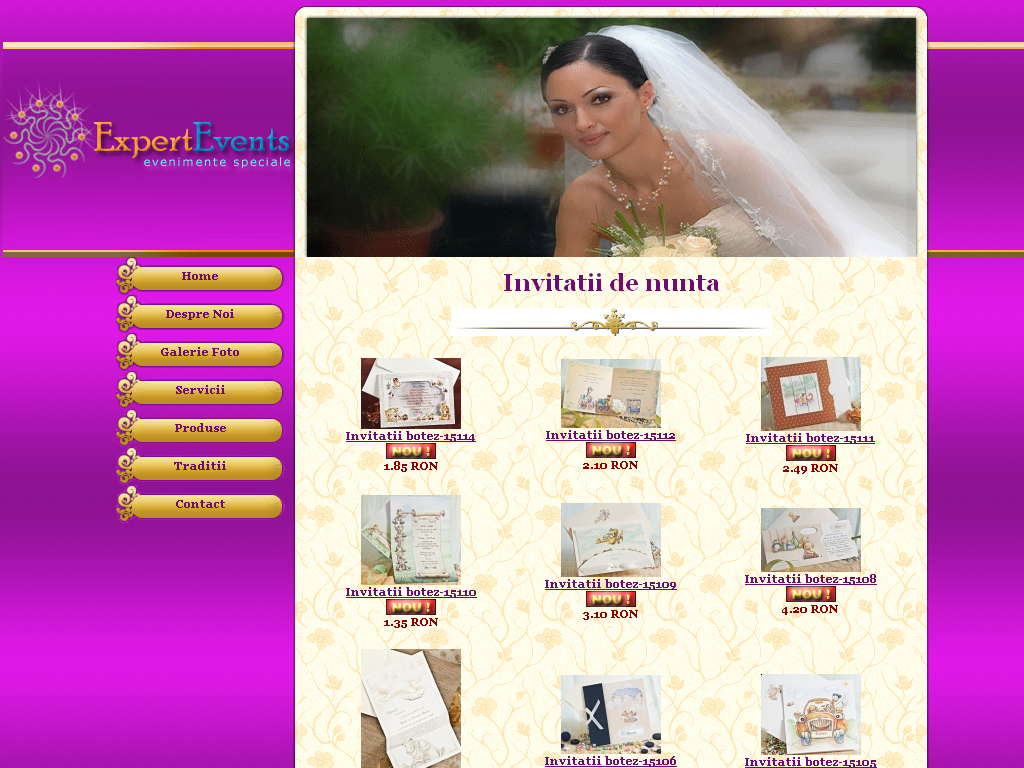 ExpertEvents
evenimente speciale
Home
Despre Noi
Galerie Foto
Servicii
Produse
Traditii
Contact
Invitatii de nunta
Invitatii botez-15114
NOU !
1.85 RON
Invitatii botez-15112
NOU !
2.10 RON
Invitatii botez-15111
NOU !
2.49 RON
Invitatii botez-15110
NOU !
1.35 RON
Invitatii botez-15109
NOU !
3.10 RON
Invitatii botez-15108
NOU !
4.20 RON
Invitatii botez-15106
Invitatii botez-15105